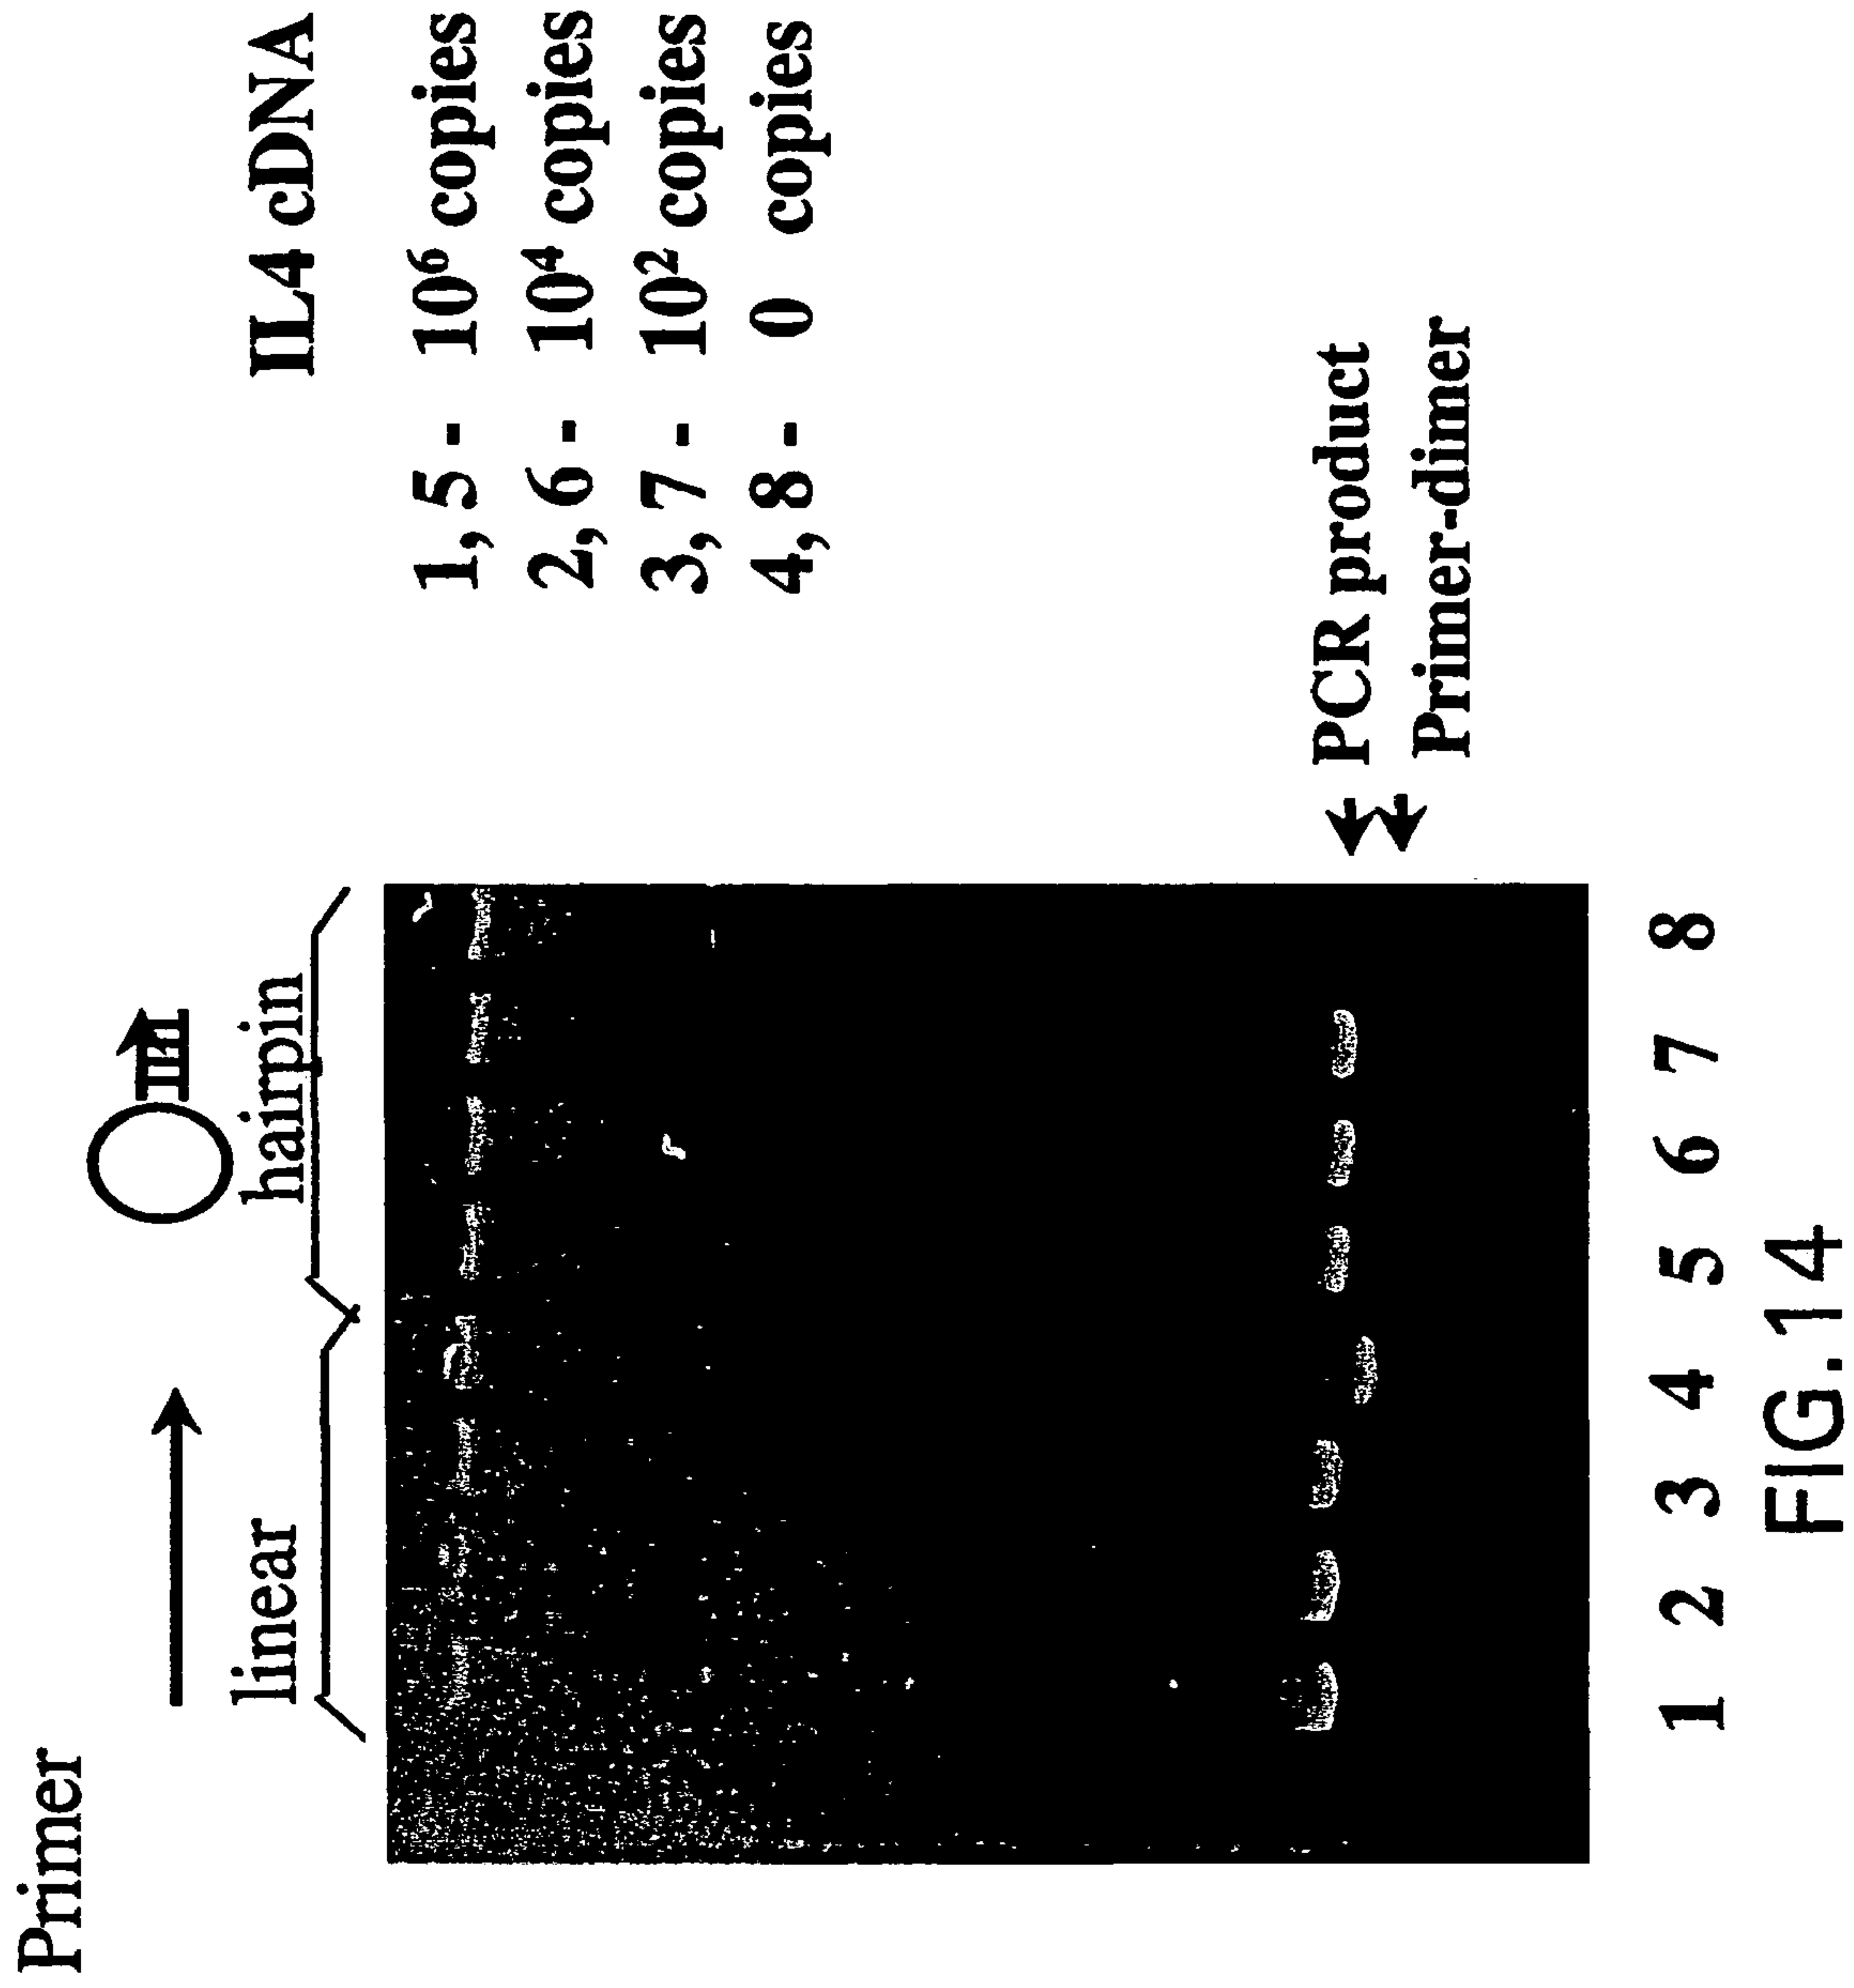 Primer
linear
hairpin
IL4 cDNA
1,5 - 10⁶ copies
2,6 - 10⁴ copies
3,7 - 10² copies
4,8 - 0 copies
PCR product
Primer-dimer
1 2 3 4 5 6 7 8
FIG.14